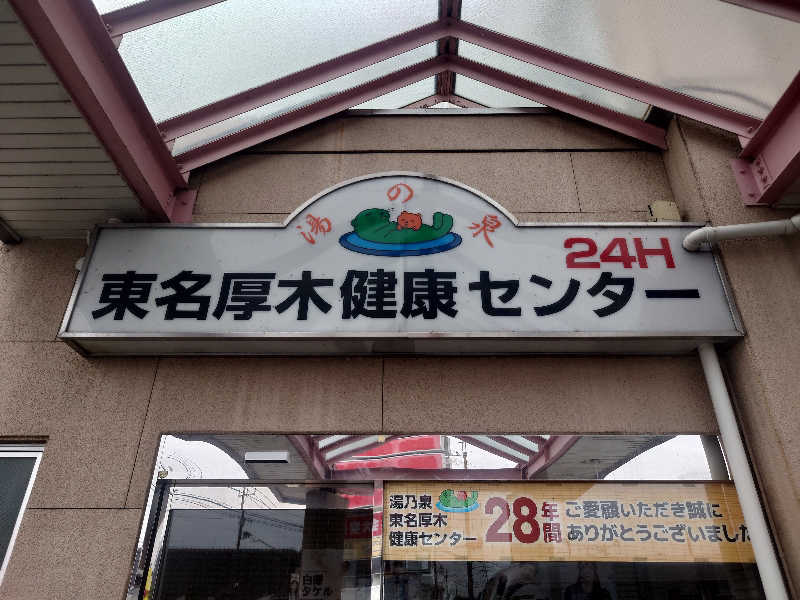 湯の泉
24H
東名厚木健康センター
湯乃泉
東名厚木
健康センター
28年間
ご愛顧いただき誠に
ありがとうございました